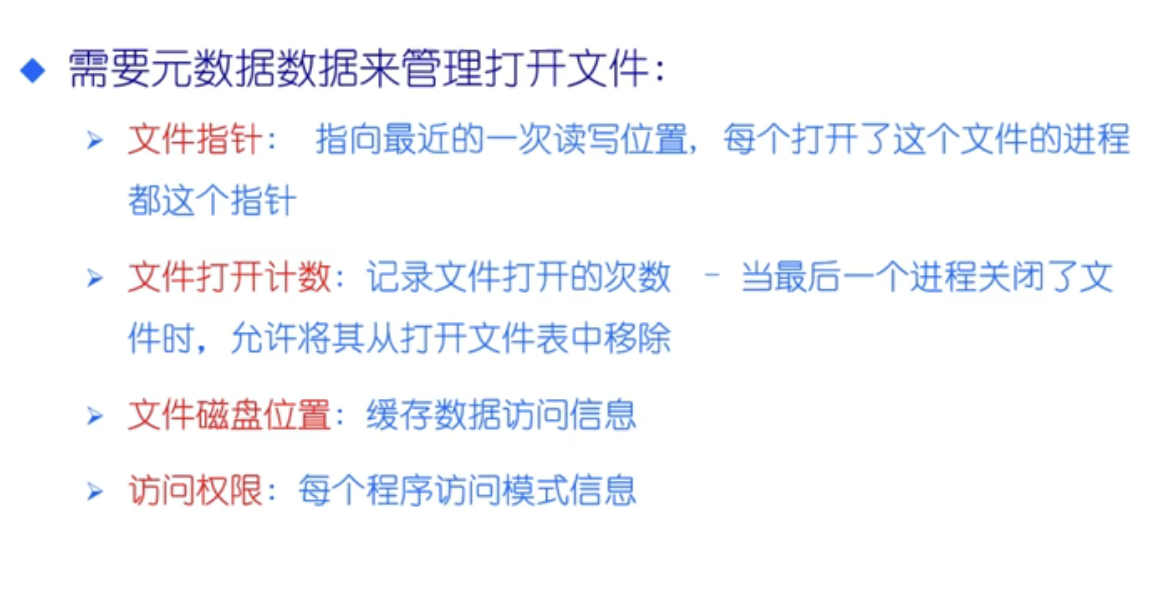 需要元数据数据来管理打开文件:
文件指针: 指向最近的一次读写位置, 每个打开了这个文件的进程
都这个指针
文件打开计数: 记录文件打开的次数 - 当最后一个进程关闭了文
件时, 允许将其从打开文件表中移除
文件磁盘位置: 缓存数据访问信息
访问权限: 每个程序访问模式信息